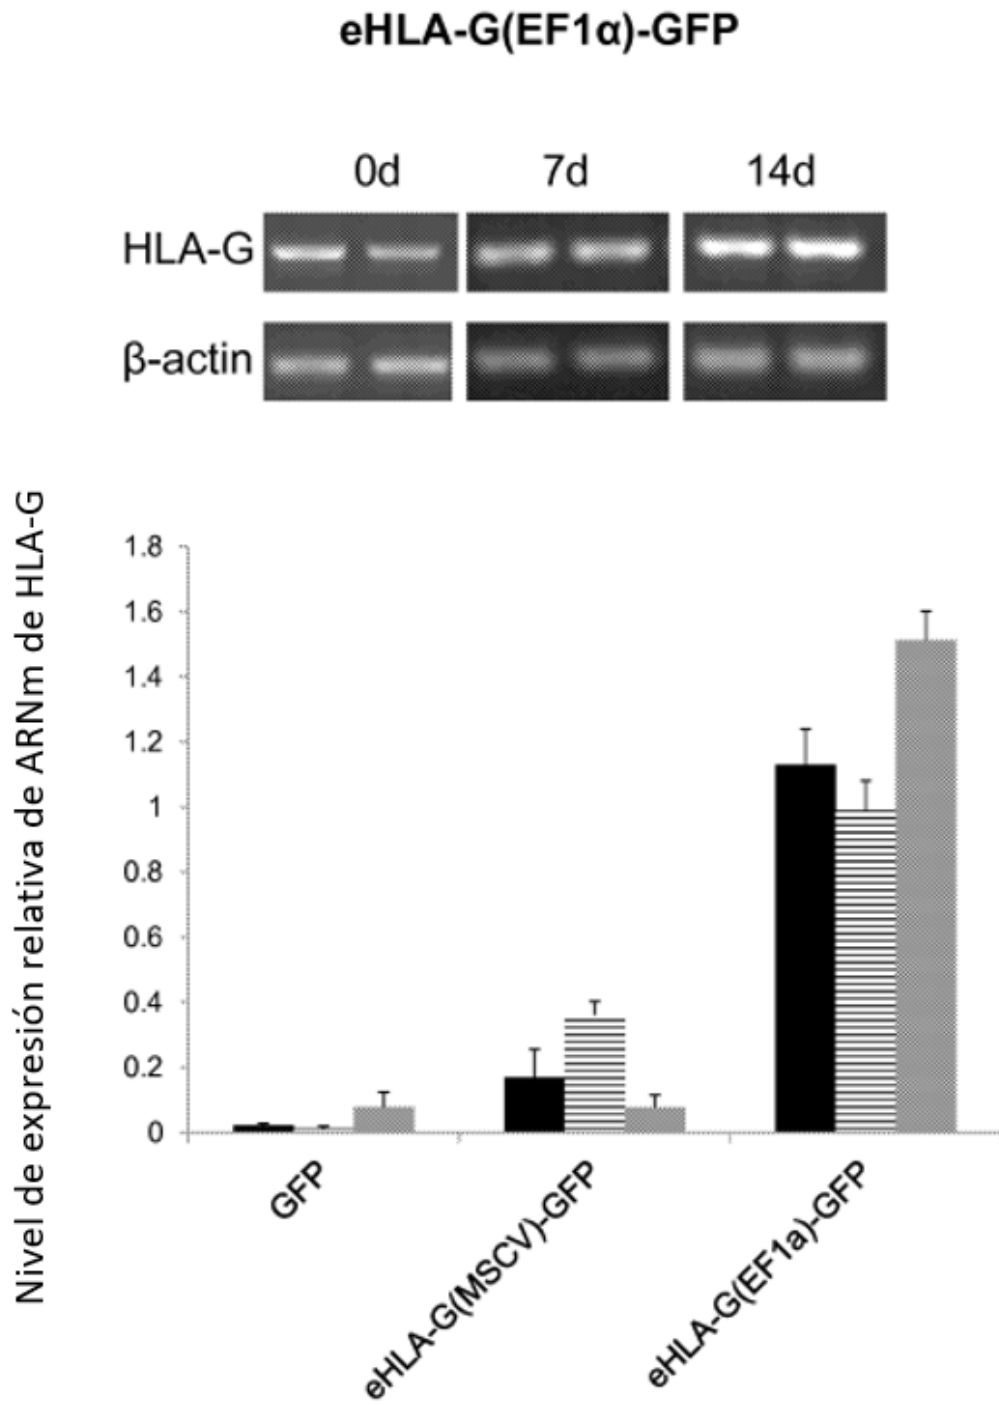 eHLA-G(EF1α)-GFP
0d 7d 14d
HLA-G
β-actin
Nivel de expresión relativa de ARNm de HLA-G
1.8
1.6
1.4
1.2
1
0.8
0.6
0.4
0.2
0
GFP
eHLA-G(MSCV)-GFP
eHLA-G(EF1a)-GFP